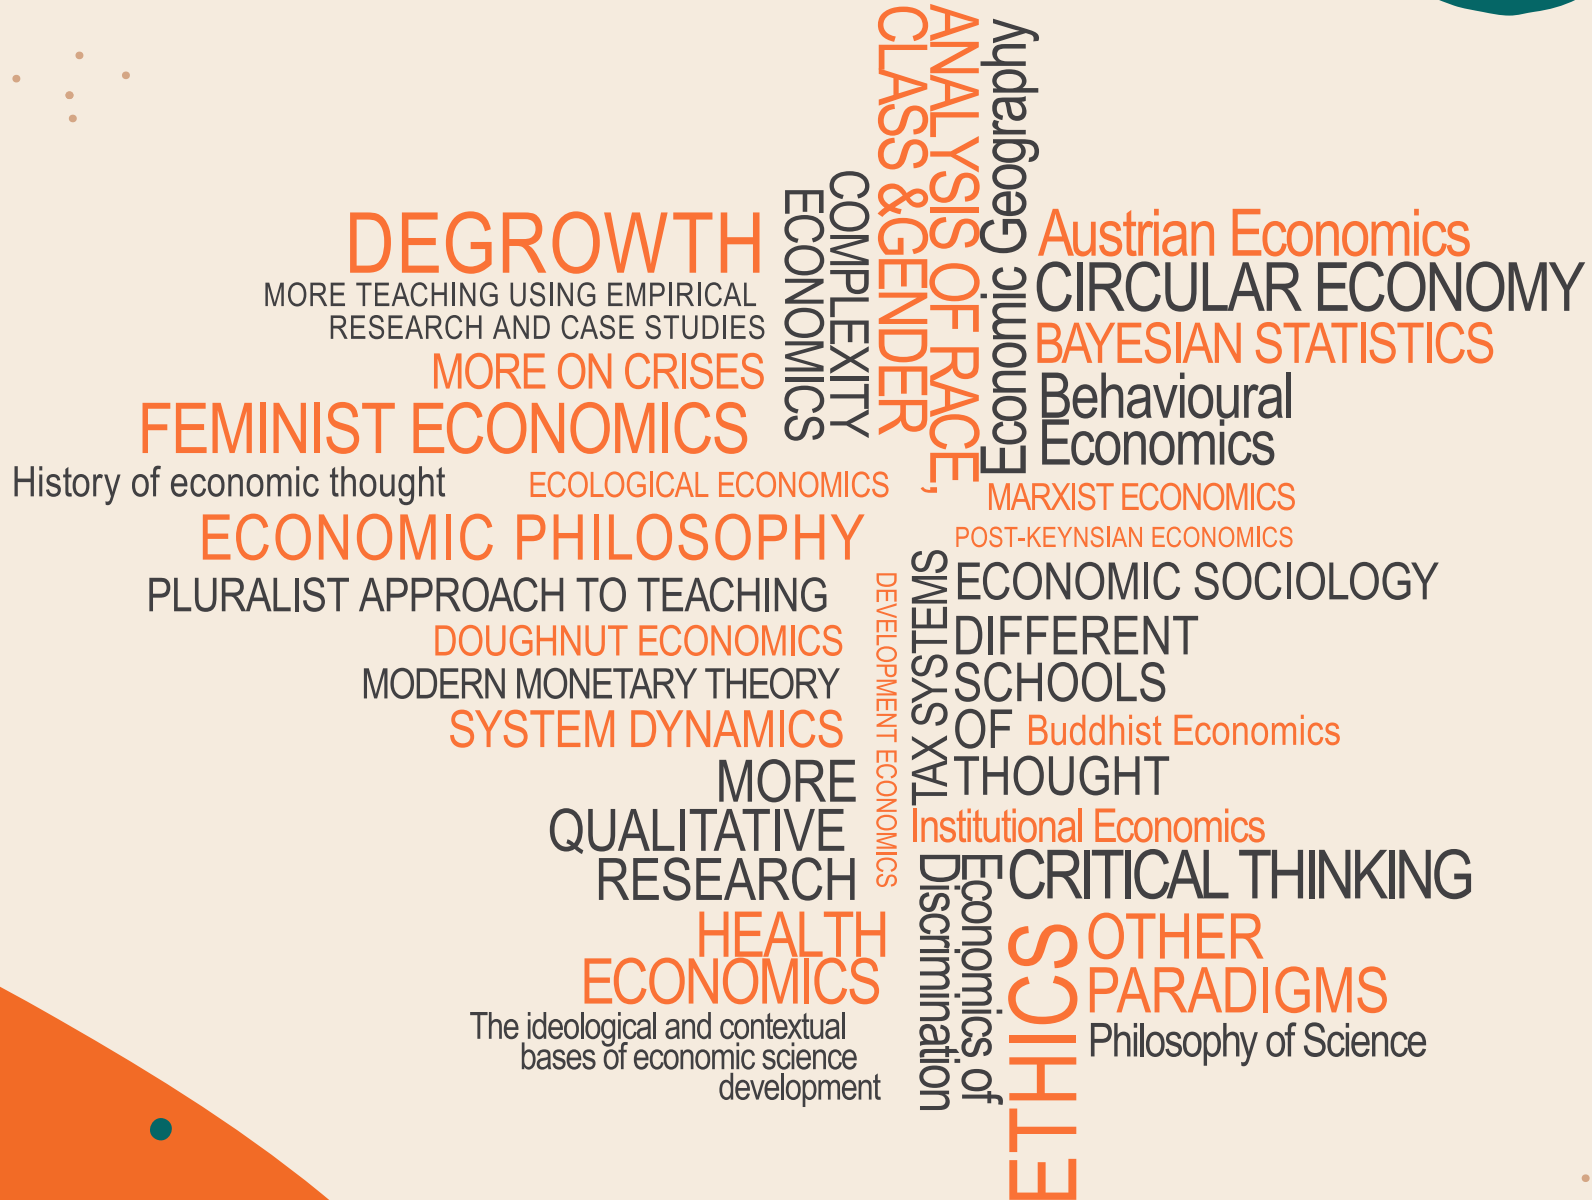 DEGROWTH
MORE TEACHING USING EMPIRICAL
RESEARCH AND CASE STUDIES
MORE ON CRISES
FEMINIST ECONOMICS
History of economic thought
ECOLOGICAL ECONOMICS
ECONOMIC PHILOSOPHY
PLURALIST APPROACH TO TEACHING
DOUGHNUT ECONOMICS
MODERN MONETARY THEORY
SYSTEM DYNAMICS
MORE
QUALITATIVE
RESEARCH
HEALTH
ECONOMICS
The ideological and contextual
bases of economic science
development
COMPLEXITY
ECONOMICS
ANALYSIS OF RACE,
CLASS & GENDER
Economic Geography
Austrian Economics
CIRCULAR ECONOMY
BAYESIAN STATISTICS
Behavioural
Economics
MARXIST ECONOMICS
POST-KEYNSIAN ECONOMICS
DEVELOPMENT ECONOMICS
TAX SYSTEMS
ECONOMIC SOCIOLOGY
DIFFERENT
SCHOOLS
OF
THOUGHT
Buddhist Economics
Institutional Economics
Economics of
Discrimination
CRITICAL THINKING
ETHICS
OTHER
PARADIGMS
Philosophy of Science